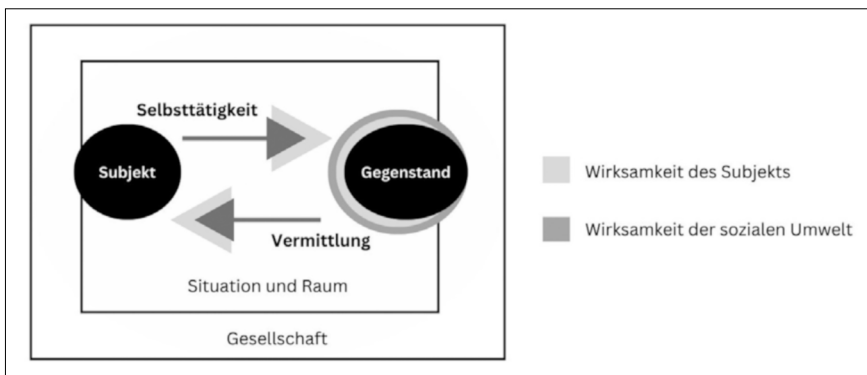 Selbsttätigkeit
Subjekt
Gegenstand
Vermittlung
Situation und Raum
Gesellschaft
Wirksamkeit des Subjekts
Wirksamkeit der sozialen Umwelt